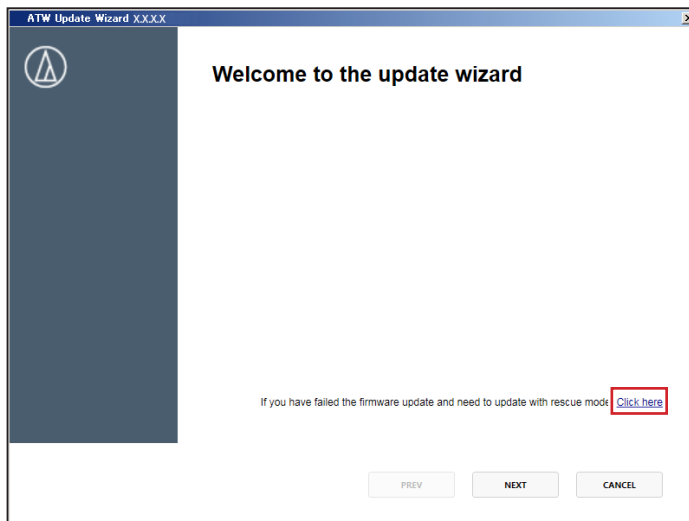 ATW Update Wizard X.X.X.X
Welcome to the update wizard
If you have failed the firmware update and need to update with rescue mode Click here
PREV NEXT CANCEL